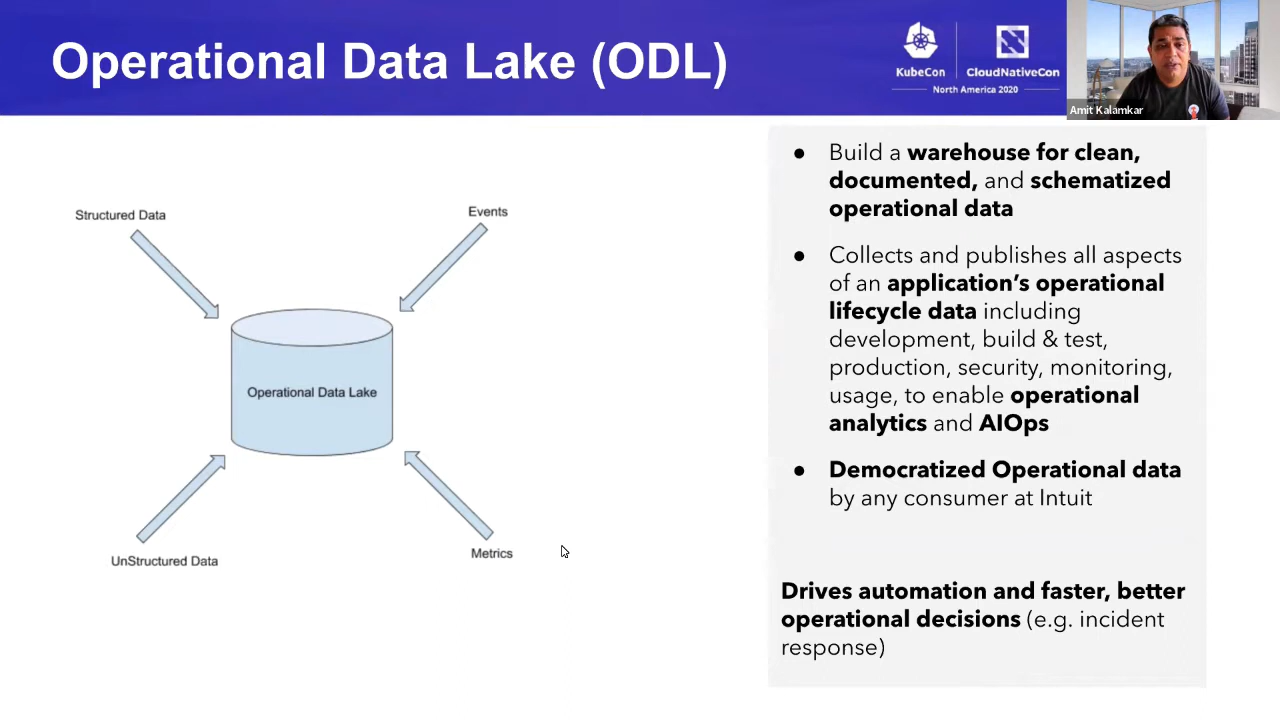 Operational Data Lake (ODL)
KubeCon
CloudNativeCon
North America 2020
Amit Kalamkar
Structured Data
Events
Operational Data Lake
UnStructured Data
Metrics
● Build a warehouse for clean,
documented, and schematized
operational data
● Collects and publishes all aspects
of an application’s operational
lifecycle data including
development, build & test,
production, security, monitoring,
usage, to enable operational
analytics and AIOps
● Democratized Operational data
by any consumer at Intuit
Drives automation and faster, better
operational decisions (e.g. incident
response)